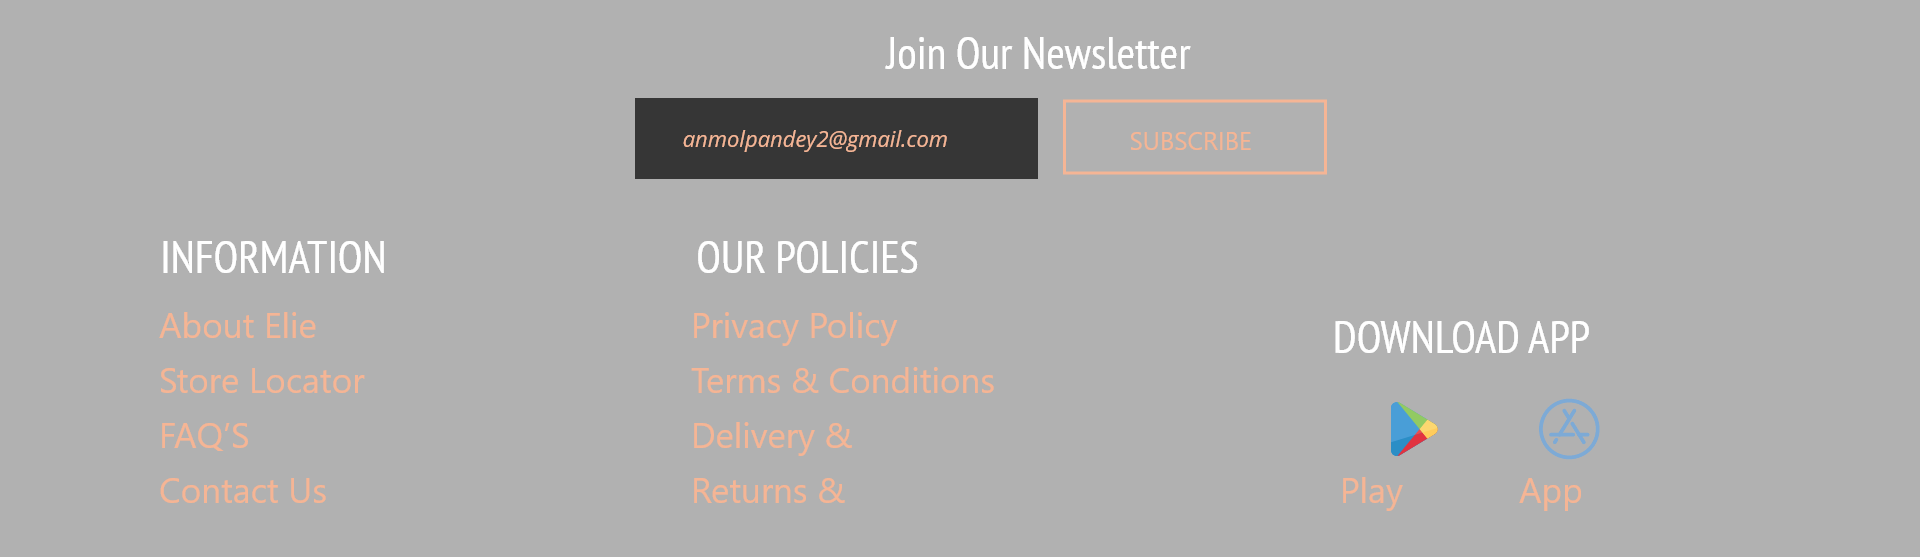 Join Our Newsletter
anmolpandey2@gmail.com
SUBSCRIBE
INFORMATION
About Elie
Store Locator
FAQ'S
Contact Us
OUR POLICIES
Privacy Policy
Terms & Conditions
Delivery &
Returns &
DOWNLOAD APP
Play
App